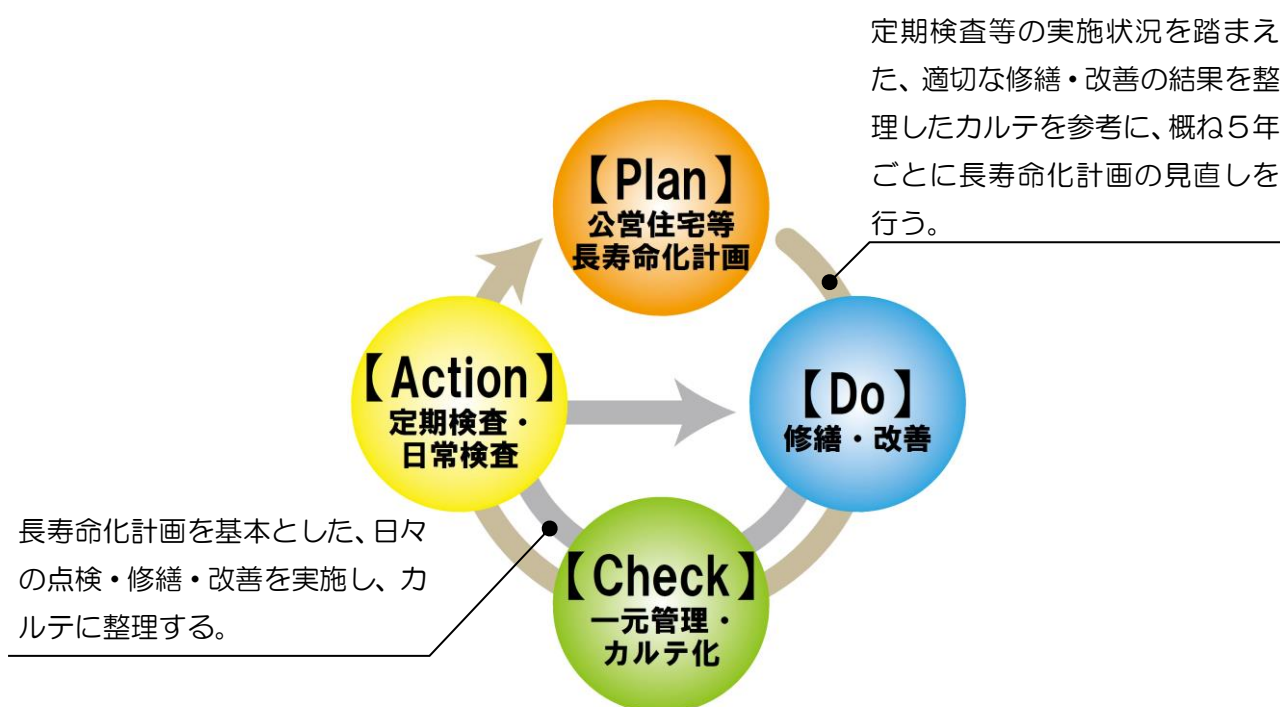 定期検査等の実施状況を踏まえ
た、適切な修繕・改善の結果を整
理したカルテを参考に、概ね５年
ごとに長寿命化計画の見直しを
行う。
【Plan】
公営住宅等
長寿命化計画
【Action】
定期検査・
日常検査
【Do】
修繕・改善
長寿命化計画を基本とした、日々
の点検・修繕・改善を実施し、カ
ルテに整理する。
【Check】
一元管理・
カルテ化